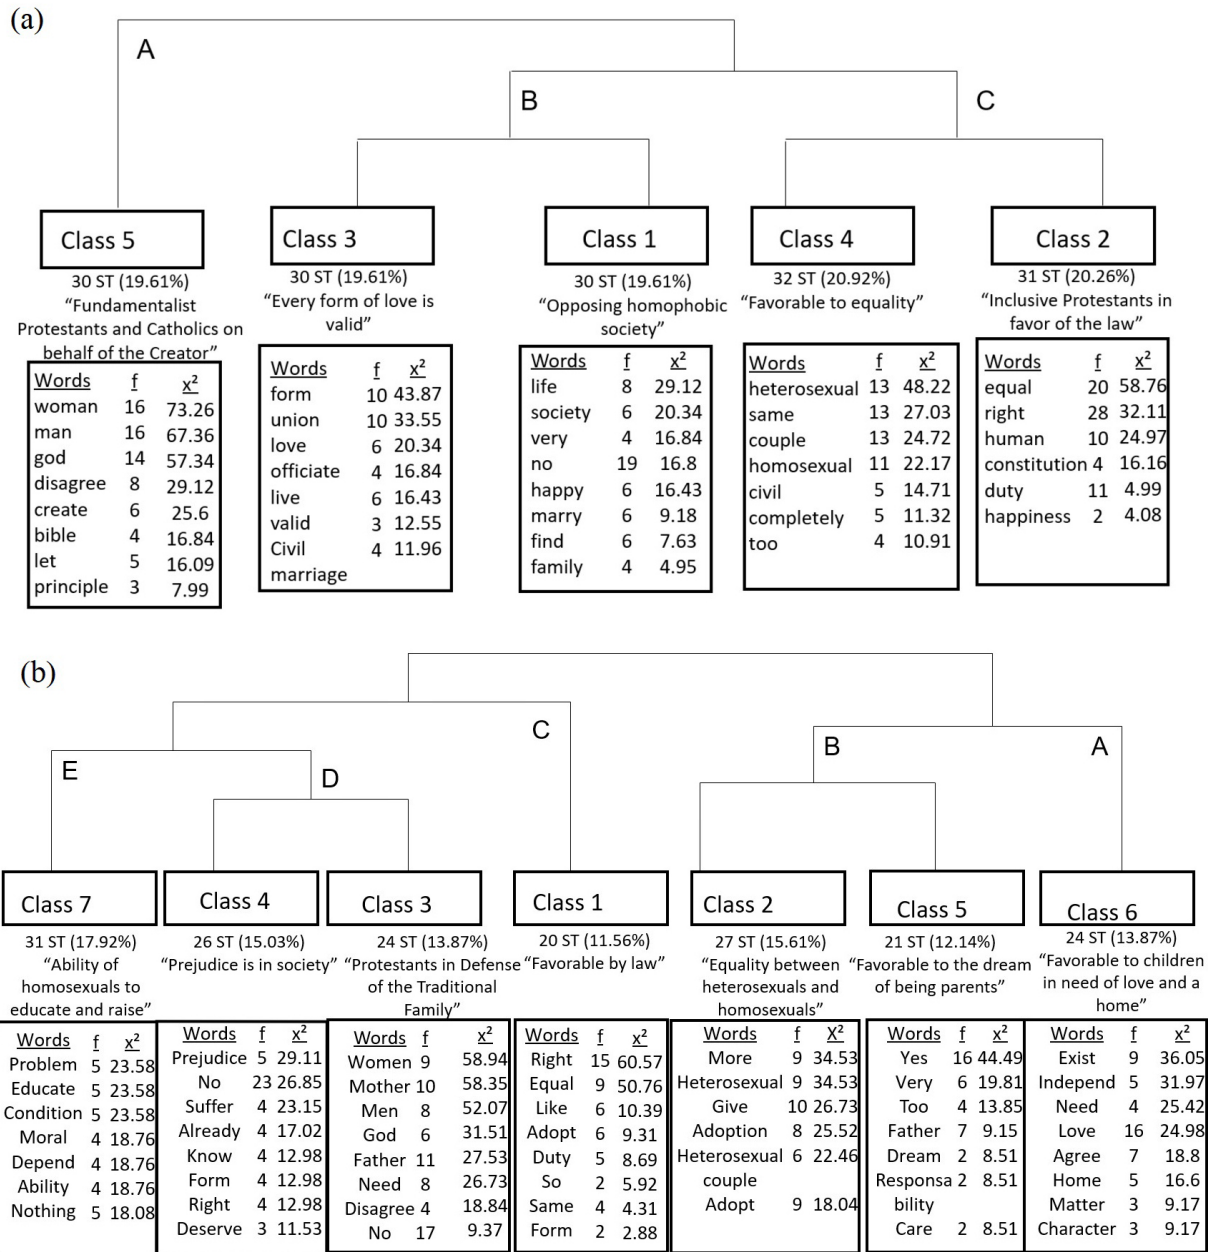 (a)
A
B
C
Class 5
30 ST (19.61%)
“Fundamentalist
Protestants and Catholics on
behalf of the Creator”
Words f x²
woman 16 73.26
man 16 67.36
god 14 57.34
disagree 8 29.12
create 6 25.6
bible 4 16.84
let 5 16.09
principle 3 7.99
Class 3
30 ST (19.61%)
“Every form of love is
valid”
Words f x²
form 10 43.87
union 10 33.55
love 6 20.34
officiate 4 16.84
live 6 16.43
valid 3 12.55
Civil 4 11.96
marriage
Class 1
30 ST (19.61%)
“Opposing homophobic
society”
Words f x²
life 8 29.12
society 6 20.34
very 4 16.84
no 19 16.8
happy 6 16.43
marry 6 9.18
find 6 7.63
family 4 4.95
Class 4
32 ST (20.92%)
“Favorable to equality”
Words f x²
heterosexual 13 48.22
same 13 27.03
couple 13 24.72
homosexual 11 22.17
civil 5 14.71
completely 5 11.32
too 4 10.91
Class 2
31 ST (20.26%)
“Inclusive Protestants in
favor of the law”
Words f x²
equal 20 58.76
right 28 32.11
human 10 24.97
constitution 4 16.16
duty 11 4.99
happiness 2 4.08
(b)
C
B
A
E
D
Class 7
31 ST (17.92%)
“Ability of
homosexuals to
educate and raise”
Words f x²
Problem 5 23.58
Educate 5 23.58
Condition 5 23.58
Moral 4 18.76
Depend 4 18.76
Ability 4 18.76
Nothing 5 18.08
Class 4
26 ST (15.03%)
“Prejudice is in society”
Words f x²
Prejudice 5 29.11
No 23 26.85
Suffer 4 23.15
Already 4 17.02
Know 4 12.98
Form 4 12.98
Right 4 12.98
Deserve 3 11.53
Class 3
24 ST (13.87%)
“Protestants in Defense
of the Traditional
Family”
Words f x²
Women 9 58.94
Mother 10 58.35
Men 8 52.07
God 6 31.51
Father 11 27.53
Need 8 26.73
Disagree 4 18.84
No 17 9.37
Class 1
20 ST (11.56%)
“Favorable by law”
Words f x²
Right 15 60.57
Equal 9 50.76
Like 6 10.39
Adopt 6 9.31
Duty 5 8.69
So 2 5.92
Same 4 4.31
Form 2 2.88
Class 2
27 ST (15.61%)
“Equality between
heterosexuals and
homosexuals”
Words f x²
More 9 34.53
Heterosexual 9 34.53
Give 10 26.73
Adoption 8 25.52
Heterosexual 6 22.46
couple
Adopt 9 18.04
Class 5
21 ST (12.14%)
“Favorable to the dream
of being parents”
Words f x²
Yes 16 44.49
Very 6 19.81
Too 4 13.85
Father 7 9.15
Dream 2 8.51
Responsa 2 8.51
bility
Care 2 8.51
Class 6
24 ST (13.87%)
“Favorable to children
in need of love and a
home”
Words f x²
Exist 9 36.05
Independ 5 31.97
Need 4 25.42
Love 16 24.98
Agree 7 18.8
Home 5 16.6
Matter 3 9.17
Character 3 9.17